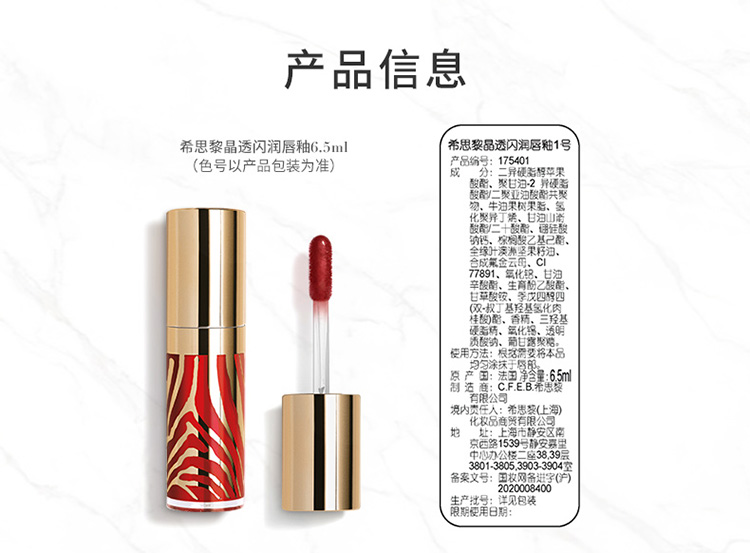 产品信息
希思黎晶透闪润唇釉6.5ml
（色号以产品包装为准）
希思黎晶透闪润唇釉1号
产品编号：175401
成　分：二异硬脂醇苹果
酸酯、聚甘油-2 异硬脂
酸酯/二聚亚油酸酯共聚
物、牛油果树果脂、氢
化聚异丁烯、甘油山嵛
酸酯/二十酸酯、硼硅酸
钠钙、棕榈酸乙基己酯、
全缘叶澳洲坚果籽油、
合成氟金云母、CI
77891、氧化铝、甘油
辛酸酯、生育酚乙酸酯、
甘草酸铵、季戊四醇四
(双-叔丁基羟基氢化肉
桂酸)酯、香精、三羟基
硬脂精、氧化锡、透明
质酸钠、葡甘露聚糖。
使用方法：根据需要将本品
均匀涂抹于唇部。
原 产 国：法国 净含量：6.5ml
制 造 商：C.F.E.B.希思黎
有限公司
境内责任人：希思黎(上海)
化妆品商贸有限公司
地　址：上海市静安区南
京西路1539号静安嘉里
中心办公楼二座38,39层
3801-3805,3903-3904室
备案文号：国妆网备进字(沪)
2020008400
生产批号：详见包装
限期使用日期：